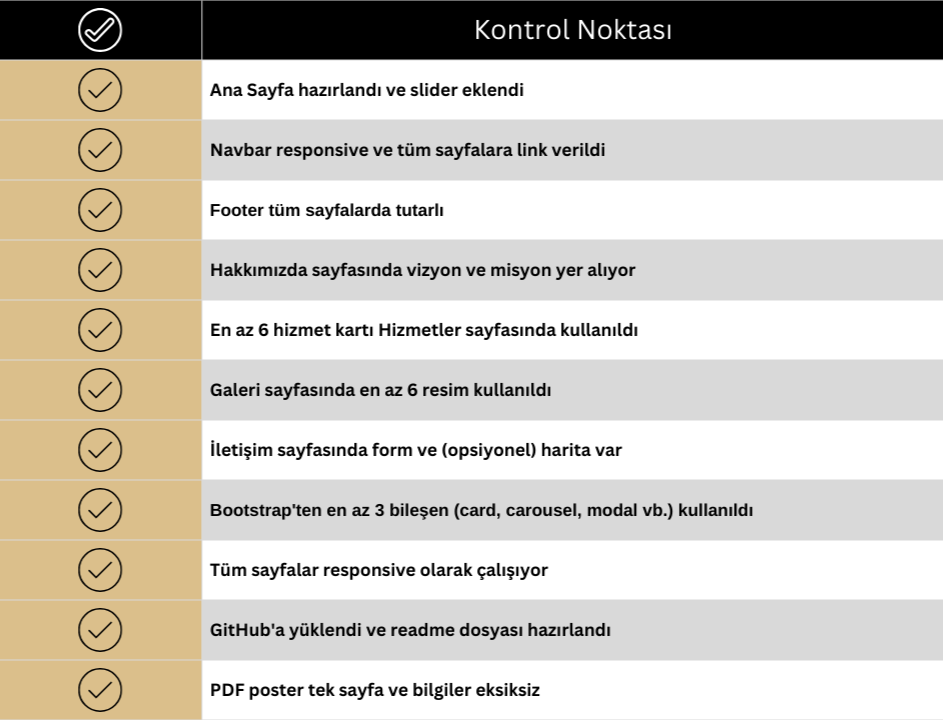 Kontrol Noktası
Ana Sayfa hazırlandı ve slider eklendi
Navbar responsive ve tüm sayfalara link verildi
Footer tüm sayfalarda tutarlı
Hakkımızda sayfasında vizyon ve misyon yer alıyor
En az 6 hizmet kartı Hizmetler sayfasında kullanıldı
Galeri sayfasında en az 6 resim kullanıldı
İletişim sayfasında form ve (opsiyonel) harita var
Bootstrap'ten en az 3 bileşen (card, carousel, modal vb.) kullanıldı
Tüm sayfalar responsive olarak çalışıyor
GitHub'a yüklendi ve readme dosyası hazırlandı
PDF poster tek sayfa ve bilgiler eksiksiz